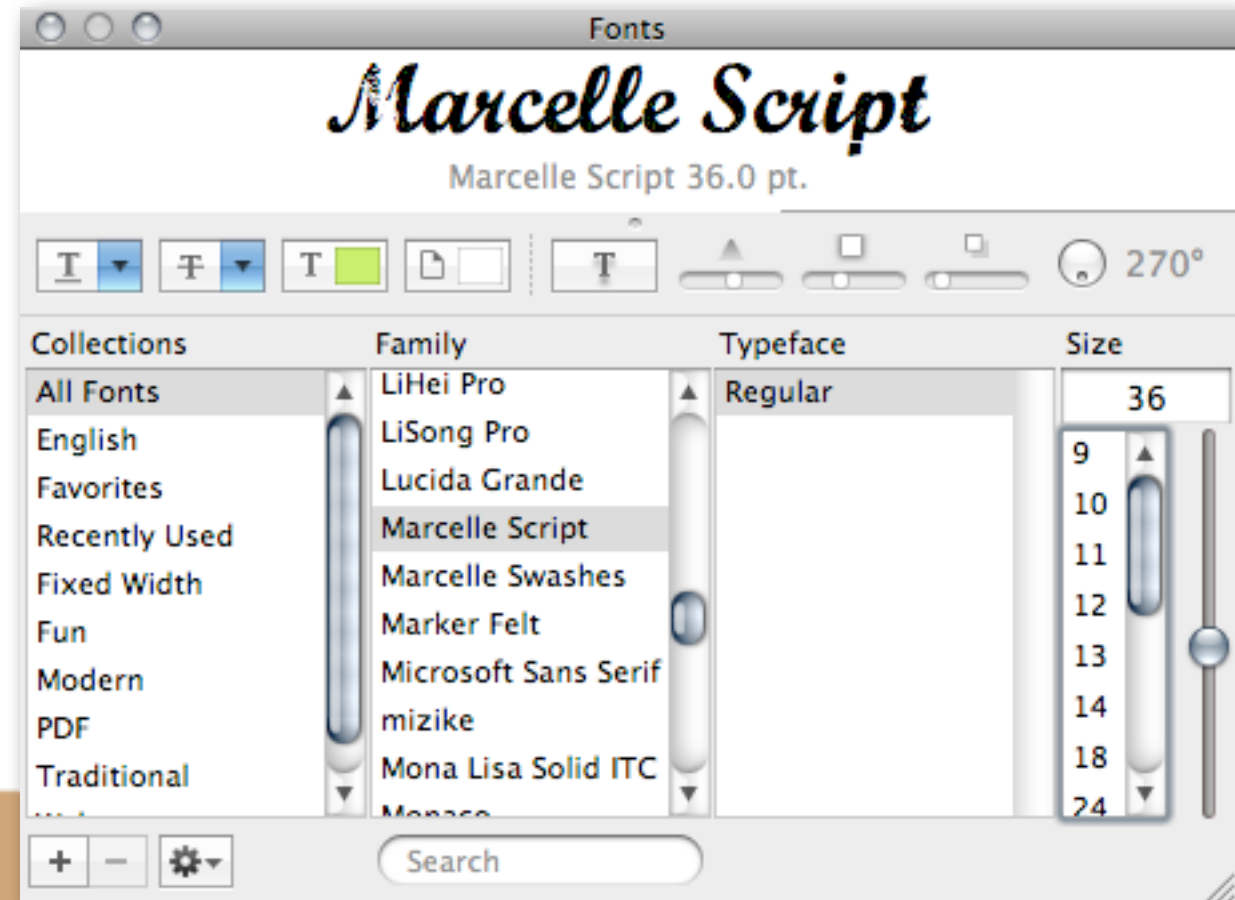 Fonts
Marcelle Script
Marcelle Script 36.0 pt.
T T T T 270°
Collections Family Typeface Size
All Fonts
English
Favorites
Recently Used
Fixed Width
Fun
Modern
PDF
Traditional
LiHei Pro
LiSong Pro
Lucida Grande
Marcelle Script
Marcelle Swashes
Marker Felt
Microsoft Sans Serif
mizike
Mona Lisa Solid ITC
Monaco
Regular
36
9
10
11
12
13
14
18
24
+ −
Search